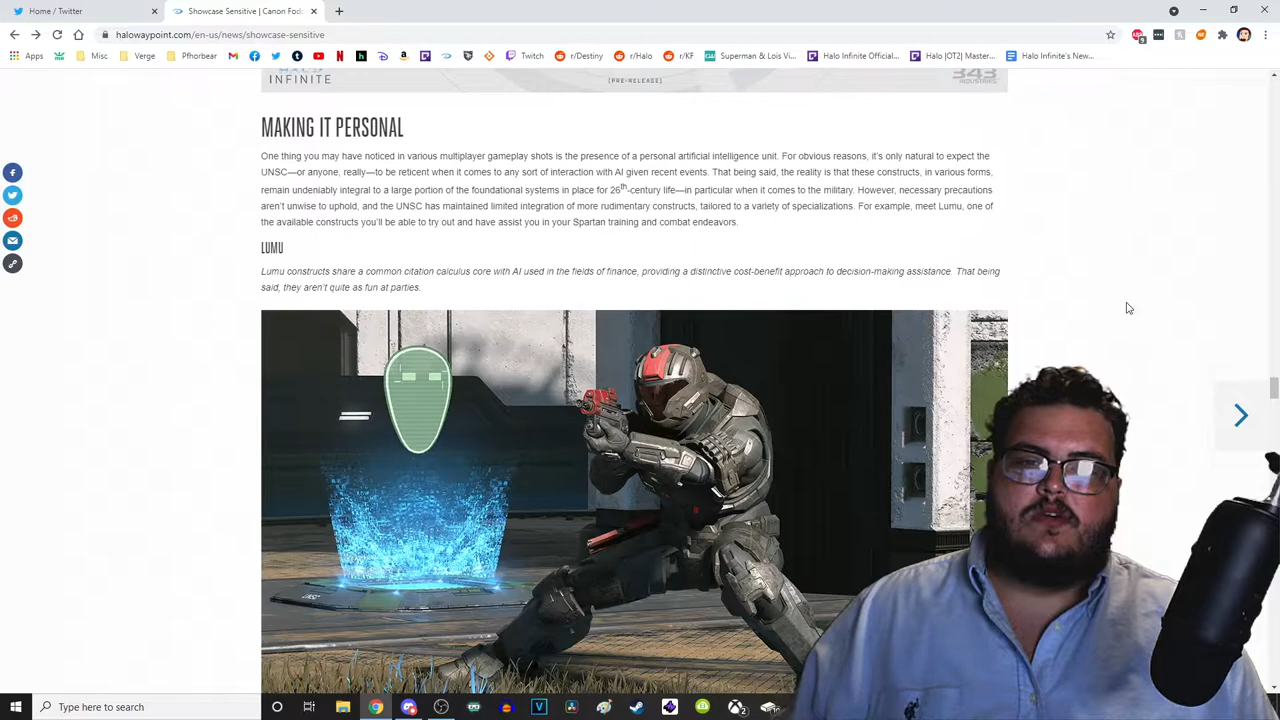 Home / Twitter
Showcase Sensitive | Canon Fod
halowaypoint.com/en-us/news/showcase-sensitive
Apps
Misc
Verge
Pfhorbear
Twitch
r/Destiny
r/Halo
r/KF
Superman & Lois Vi...
Halo Infinite Official...
Halo |OT2| Master...
Halo Infinite's New...
INFINITE
(PRE-RELEASE)
343
INDUSTRIES
MAKING IT PERSONAL
One thing you may have noticed in various multiplayer gameplay shots is the presence of a personal artificial intelligence unit. For obvious reasons, it's only natural to expect the
UNSC—or anyone, really—to be reticent when it comes to any sort of interaction with AI given recent events. That being said, the reality is that these constructs, in various forms,
remain undeniably integral to a large portion of the foundational systems in place for 26th-century life—in particular when it comes to the military. However, necessary precautions
aren't unwise to uphold, and the UNSC has maintained limited integration of more rudimentary constructs, tailored to a variety of specializations. For example, meet Lumu, one of
the available constructs you'll be able to try out and have assist you in your Spartan training and combat endeavors.
LUMU
Lumu constructs share a common citation calculus core with AI used in the fields of finance, providing a distinctive cost-benefit approach to decision-making assistance. That being
said, they aren't quite as fun at parties.
Type here to search